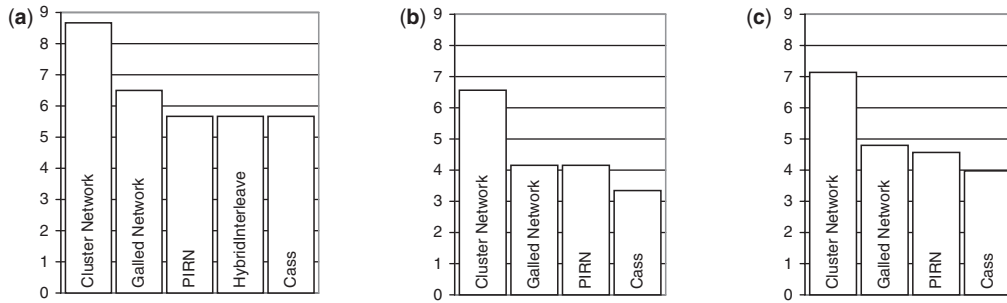 (a)
9
8
7
6
5
4
3
2
1
0
Cluster Network
Galled Network
PIRN
HybridInterleave
Cass
(b)
9
8
7
6
5
4
3
2
1
0
Cluster Network
Galled Network
PIRN
Cass
(c)
9
8
7
6
5
4
3
2
1
0
Cluster Network
Galled Network
PIRN
Cass